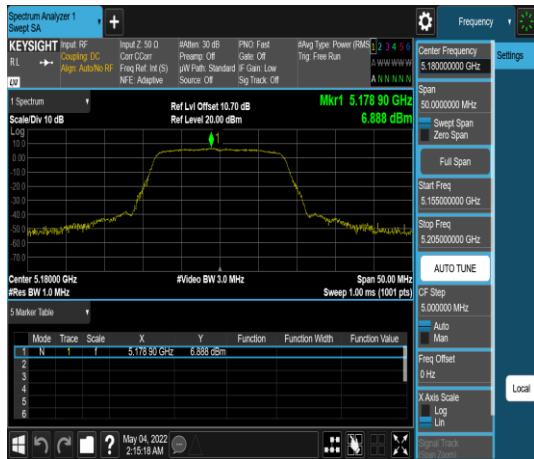 Spectrum Analyzer 1
Swept SA
Frequency
KEYSIGHT
RL
LXI
Input: RF
Coupling: DC
Align: Auto/No RF
Input Z: 50 Ω
Corr CCorr
Freq Ref: Int (S)
NFE: Adaptive
#Atten: 30 dB
Preamp: Off
µW Path: Standard
Source: Off
PNO: Fast
Gate: Off
IF Gain: Low
Sig Track: Off
#Avg Type: Power (RMS
Trig: Free Run
1 2 3 4 5 6
A W W W W W
A N N N N N
1 Spectrum
Scale/Div 10 dB
Ref Lvl Offset 10.70 dB
Ref Level 20.00 dBm
Mkr1 5.178 90 GHz
6.888 dBm
Log
10.0
0.00
-10.0
-20.0
-30.0
-40.0
-50.0
-60.0
-70.0
1
Center 5.18000 GHz
#Video BW 3.0 MHz
Span 50.00 MHz
#Res BW 1.0 MHz
Sweep 1.00 ms (1001 pts)
5 Marker Table
Mode Trace Scale X Y Function Function Width Function Value
1 N 1 f 5.178 90 GHz 6.888 dBm
2
3
4
5
6
May 04, 2022
2:15:18 AM
Center Frequency
5.180000000 GHz
Settings
Span
50.0000000 MHz
Swept Span
Zero Span
Full Span
Start Freq
5.155000000 GHz
Stop Freq
5.205000000 GHz
AUTO TUNE
CF Step
5.000000 MHz
Auto
Man
Freq Offset
0 Hz
Local
X Axis Scale
Log
Lin
Signal Track
(Span Zoom)